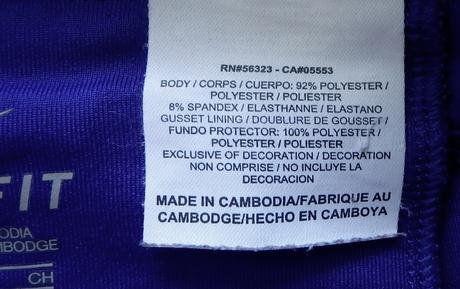 RN#56323 - CA#05553
BODY / CORPS / CUERPO: 92% POLYESTER /
POLYESTER / POLIESTER
8% SPANDEX / ELASTHANNE / ELASTANO
GUSSET LINING / DOUBLURE DE GOUSSET /
FUNDO PROTECTOR: 100% POLYESTER /
POLYESTER / POLIESTER
EXCLUSIVE OF DECORATION / DECORATION
NON COMPRISE / NO INCLUYE LA
DECORACION
MADE IN CAMBODIA/FABRIQUE AU
CAMBODGE/HECHO EN CAMBOYA
FIT
ODIA
MBODGE
CH